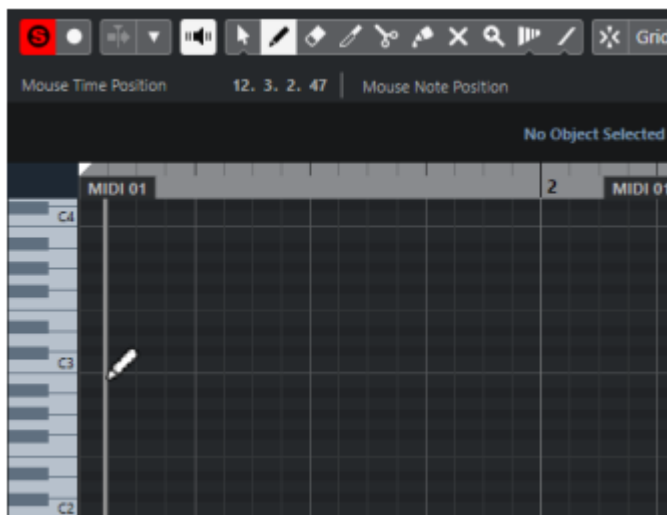 S Grid
Mouse Time Position 12. 3. 2. 47 Mouse Note Position
No Object Selected
MIDI 01 2 MIDI 01
C4
C3
C2